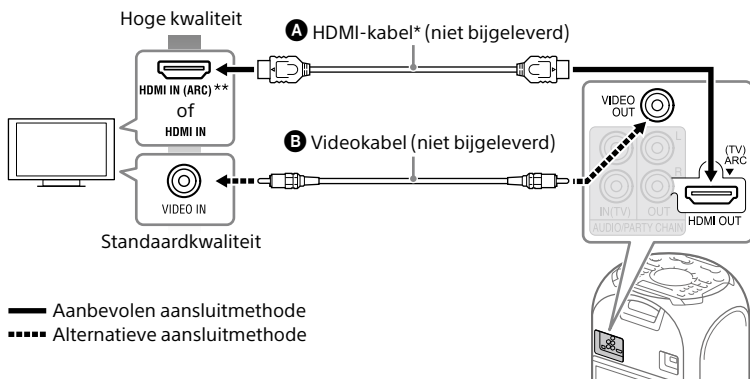 Hoge kwaliteit
A HDMI-kabel* (niet bijgeleverd)
HDMI IN (ARC) **
of
HDMI IN
VIDEO OUT
L
R
(TV)
ARC
B Videokabel (niet bijgeleverd)
VIDEO IN
IN(TV)
OUT
HDMI OUT
AUDIO/PARTY CHAIN
Standaardkwaliteit
Aanbevolen aansluitmethode
Alternatieve aansluitmethode